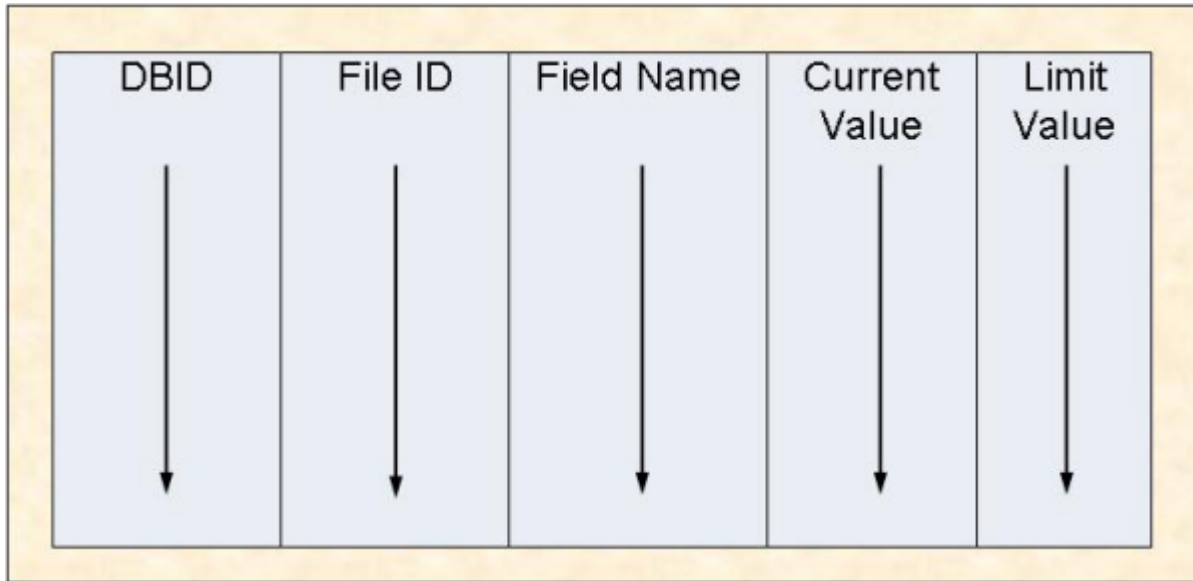 DBID
File ID
Field Name
Current
Value
Limit
Value